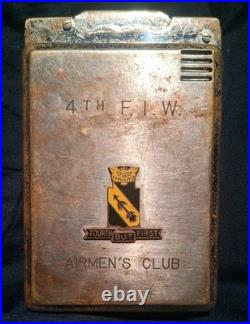 4TH F.I.W.
FOURTH BUT FIRST
AIRMEN'S CLUB